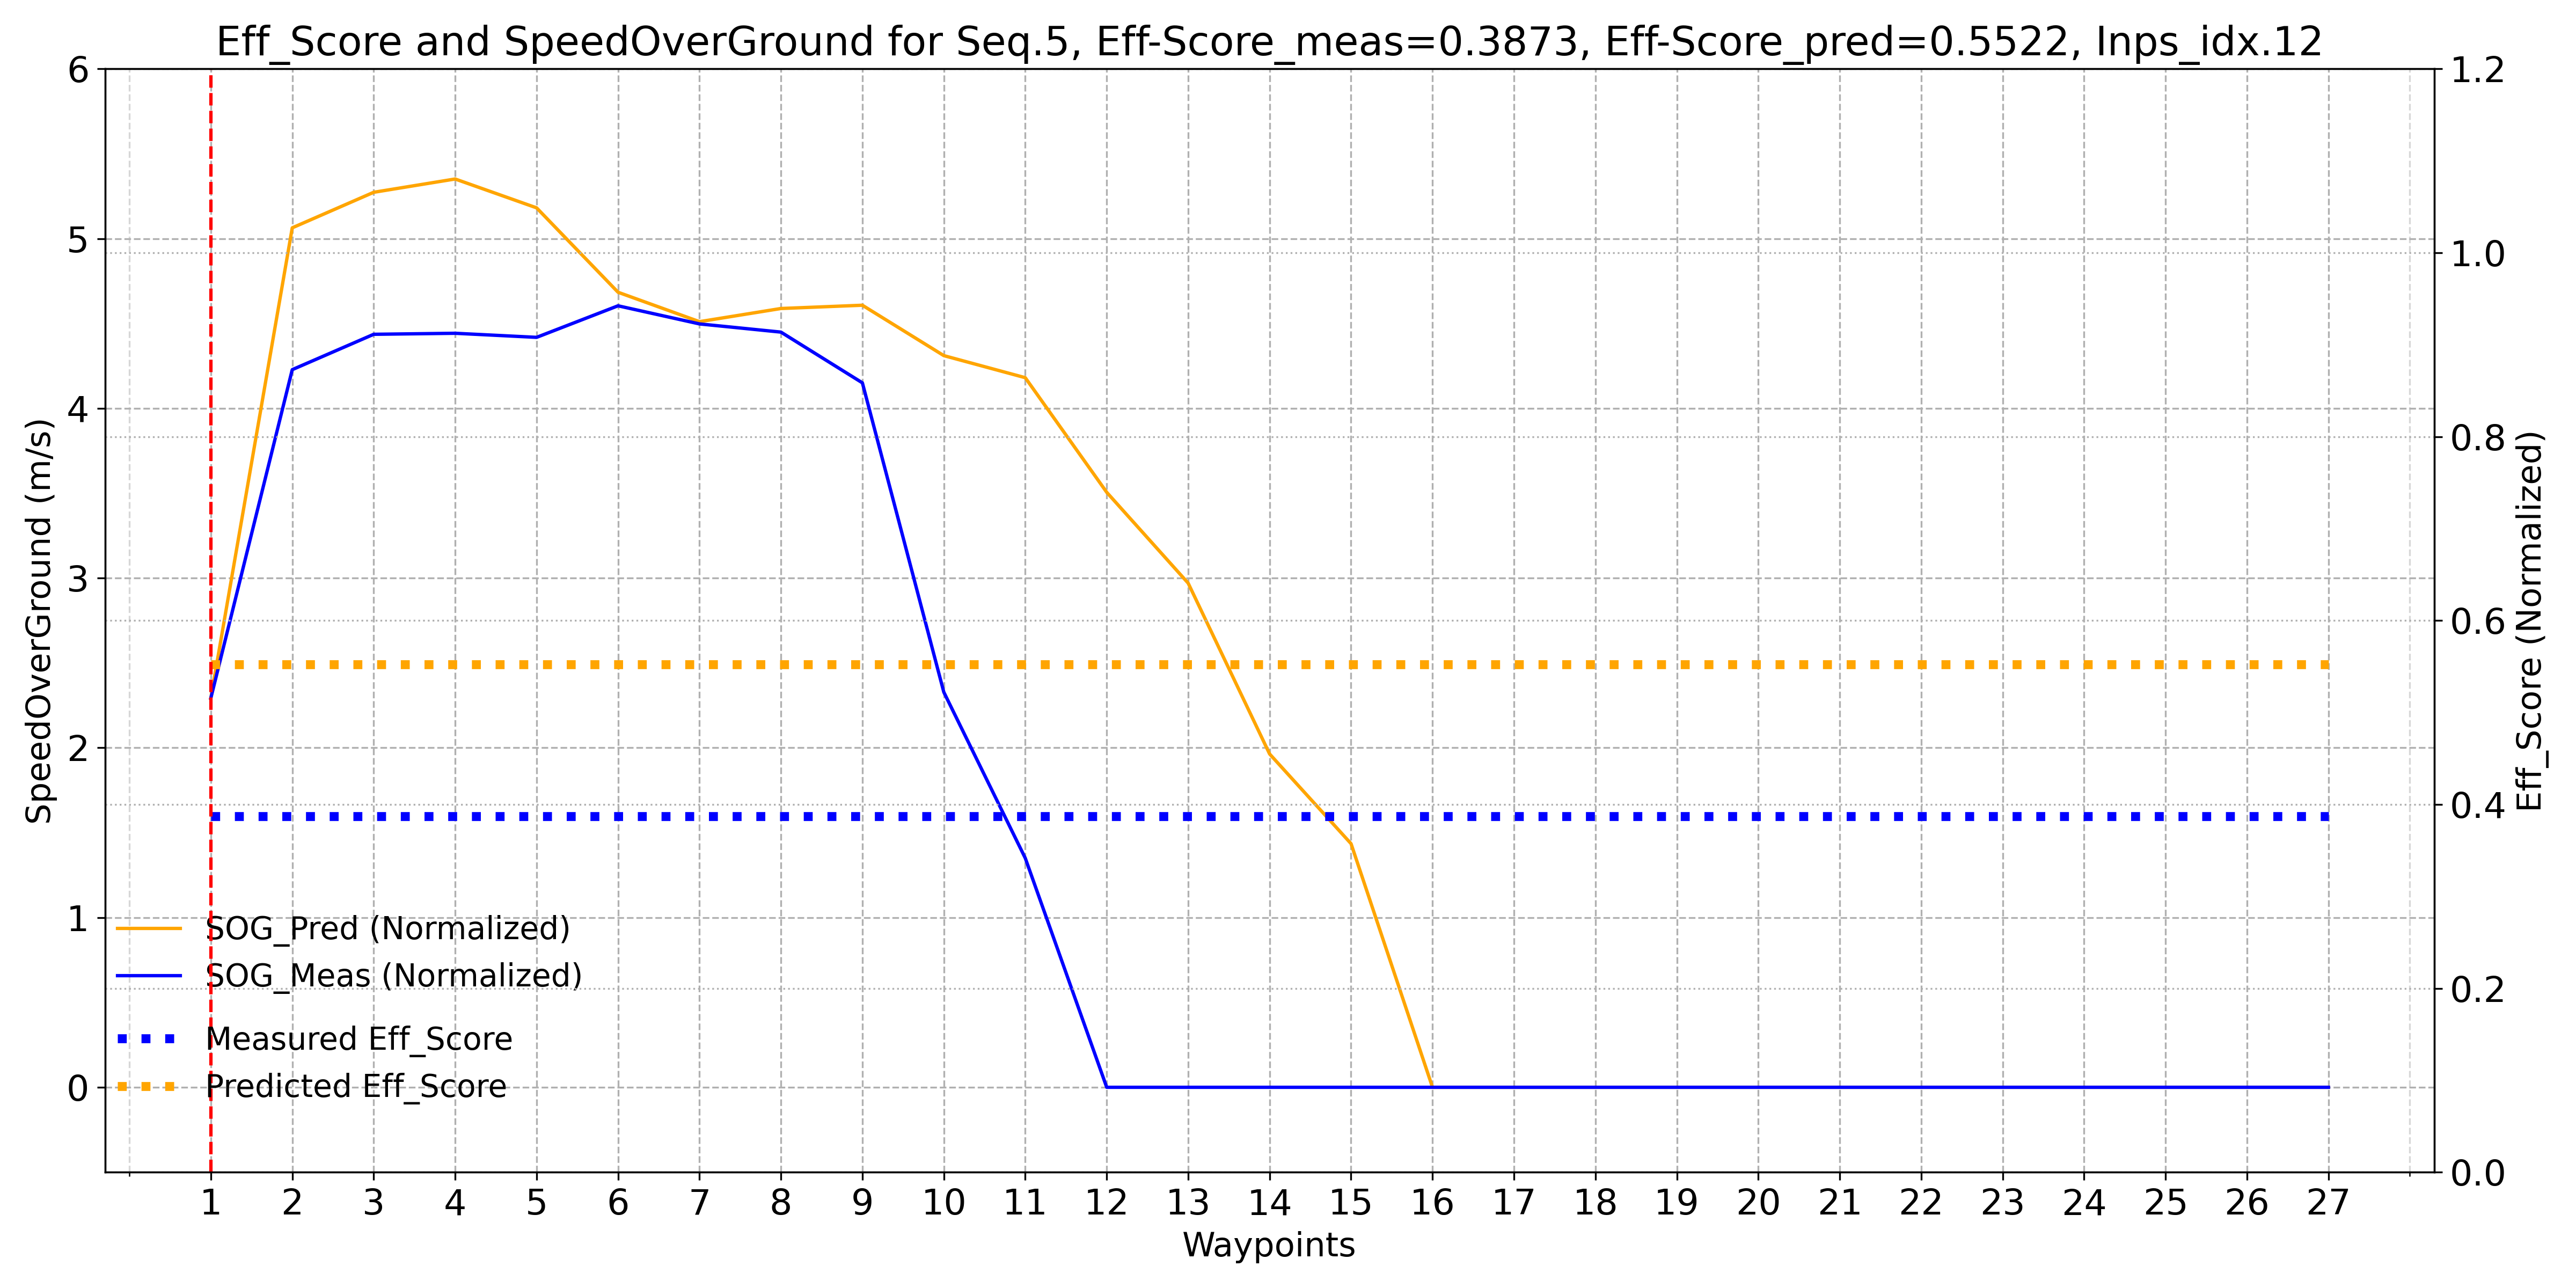 Eff_Score and SpeedOverGround for Seq.5, Eff-Score_meas=0.3873, Eff-Score_pred=0.5522, Inps_idx.12
SpeedOverGround (m/s)
6
5
4
3
2
1
0
SOG_Pred (Normalized)
SOG_Meas (Normalized)
Measured Eff_Score
Predicted Eff_Score
1.2
1.0
0.8
0.6
0.4
0.2
0.0
Eff_Score (Normalized)
1 2 3 4 5 6 7 8 9 10 11 12 13 14 15 16 17 18 19 20 21 22 23 24 25 26 27
Waypoints